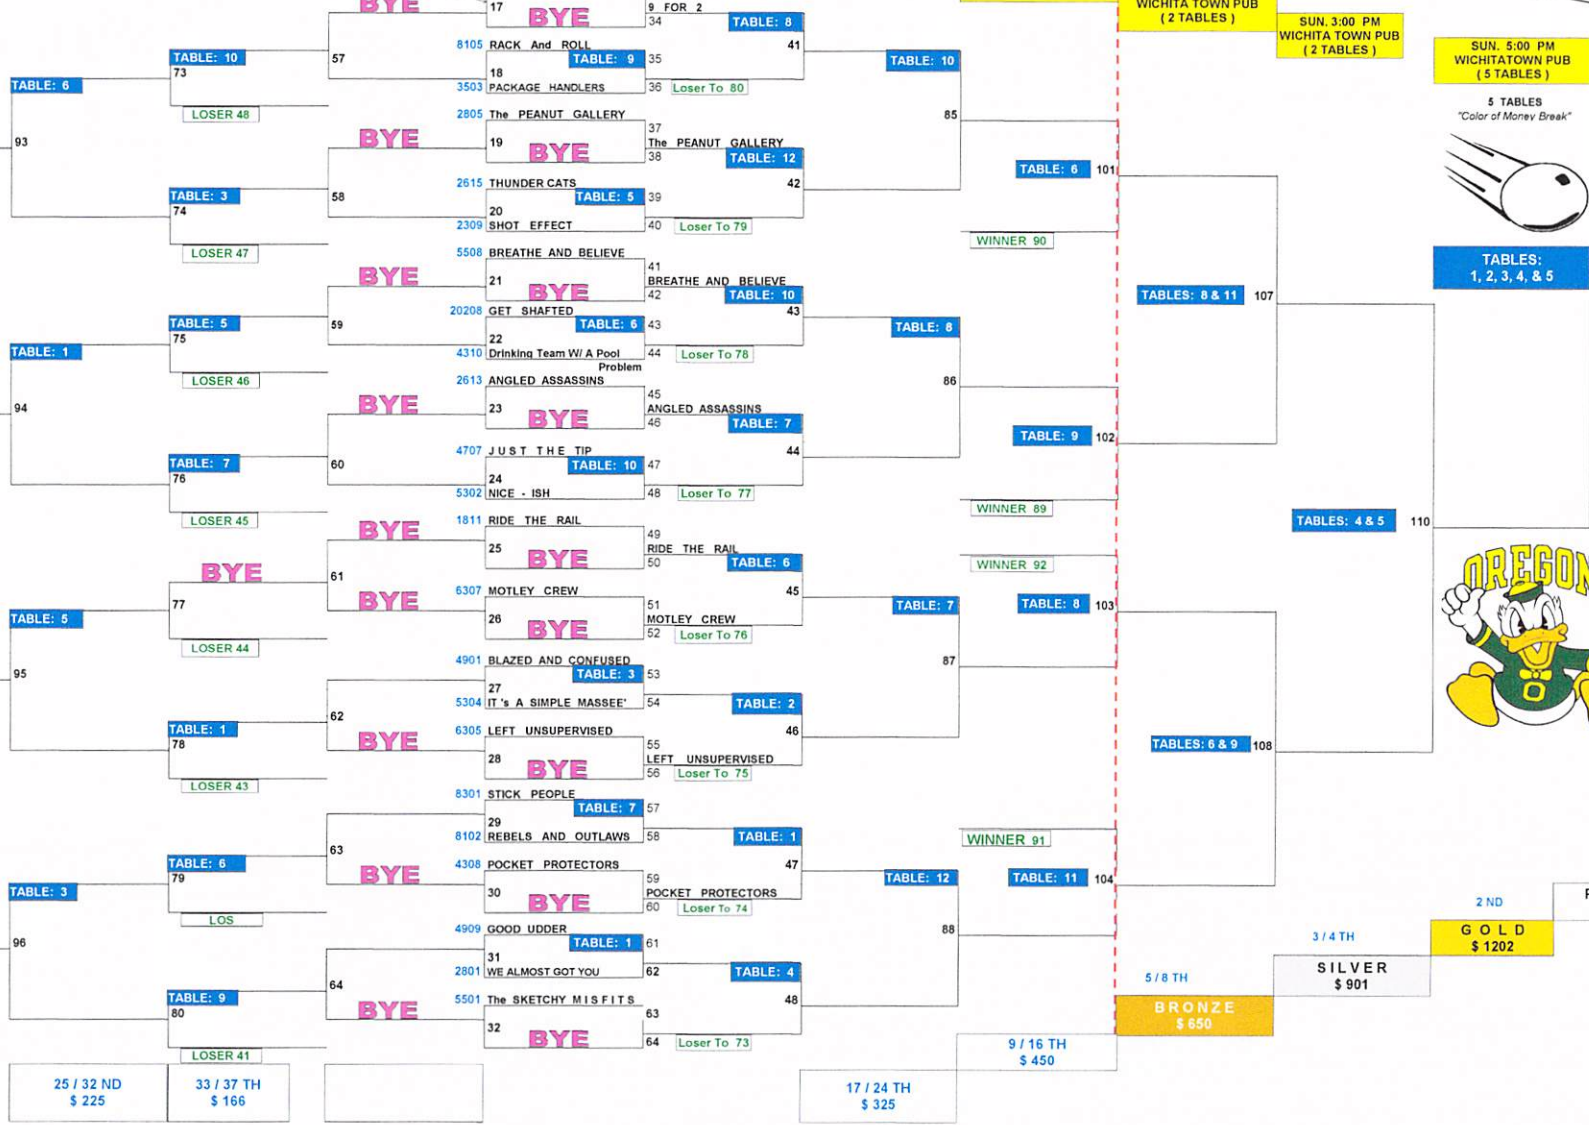 BYE
17
BYE
9 FOR 2
34
TABLE: 8
41
WICHITA TOWN PUB
( 2 TABLES )
SUN. 3:00 PM
WICHITA TOWN PUB
( 2 TABLES )
SUN. 5:00 PM
WICHITATOWN PUB
( 5 TABLES )
5 TABLES
"Color of Money Break"
TABLES:
1, 2, 3, 4, & 5
TABLE: 6
93
TABLE: 10
73
LOSER 48
57
8105 RACK And ROLL
TABLE: 9
18
3503 PACKAGE HANDLERS
35
36 Loser To 80
TABLE: 10
85
2805 The PEANUT GALLERY
BYE
19
BYE
37
The PEANUT GALLERY
38
TABLE: 12
42
TABLE: 6 101
TABLE: 3
74
LOSER 47
58
2615 THUNDER CATS
TABLE: 5
20
2309 SHOT EFFECT
39
40 Loser To 79
WINNER 90
5508 BREATHE AND BELIEVE
BYE
21
BYE
41
BREATHE AND BELIEVE
42
TABLE: 10
43
TABLES: 8 & 11 107
TABLE: 1
94
TABLE: 5
75
LOSER 46
59
20208 GET SHAFTED
TABLE: 6
22
4310 Drinking Team W/ A Pool
Problem
43
44 Loser To 78
TABLE: 8
86
2613 ANGLED ASSASSINS
BYE
23
BYE
45
ANGLED ASSASSINS
46
TABLE: 7
44
TABLE: 9 102
TABLE: 7
76
LOSER 45
60
4707 JUST THE TIP
TABLE: 10
24
5302 NICE - ISH
47
48 Loser To 77
WINNER 89
1811 RIDE THE RAIL
BYE
25
BYE
49
RIDE THE RAIL
50
TABLE: 6
45
WINNER 92
TABLES: 4 & 5 110
OREGON
O
TABLE: 5
95
BYE
77
LOSER 44
61
BYE
6307 MOTLEY CREW
26
BYE
51
MOTLEY CREW
52 Loser To 76
TABLE: 7
87
TABLE: 8 103
4901 BLAZED AND CONFUSED
TABLE: 3
27
5304 IT 's A SIMPLE MASSEE'
53
54
TABLE: 2
46
TABLE: 1
78
LOSER 43
62
BYE
6305 LEFT UNSUPERVISED
28
BYE
55
LEFT UNSUPERVISED
56 Loser To 75
TABLES: 6 & 9 108
8301 STICK PEOPLE
TABLE: 7
29
8102 REBELS AND OUTLAWS
57
58
TABLE: 1
47
WINNER 91
TABLE: 3
96
TABLE: 6
79
LOS
63
BYE
4308 POCKET PROTECTORS
30
BYE
59
POCKET PROTECTORS
60 Loser To 74
TABLE: 12
88
TABLE: 11 104
4909 GOOD UDDER
TABLE: 1
31
2801 WE ALMOST GOT YOU
61
62
TABLE: 4
48
TABLE: 9
80
LOSER 41
64
BYE
5501 The SKETCHY MISFITS
32
BYE
63
64 Loser To 73
2 ND
GOLD
$ 1202
3 / 4 TH
SILVER
$ 901
5 / 8 TH
BRONZE
$ 650
9 / 16 TH
$ 450
17 / 24 TH
$ 325
25 / 32 ND
$ 225
33 / 37 TH
$ 166